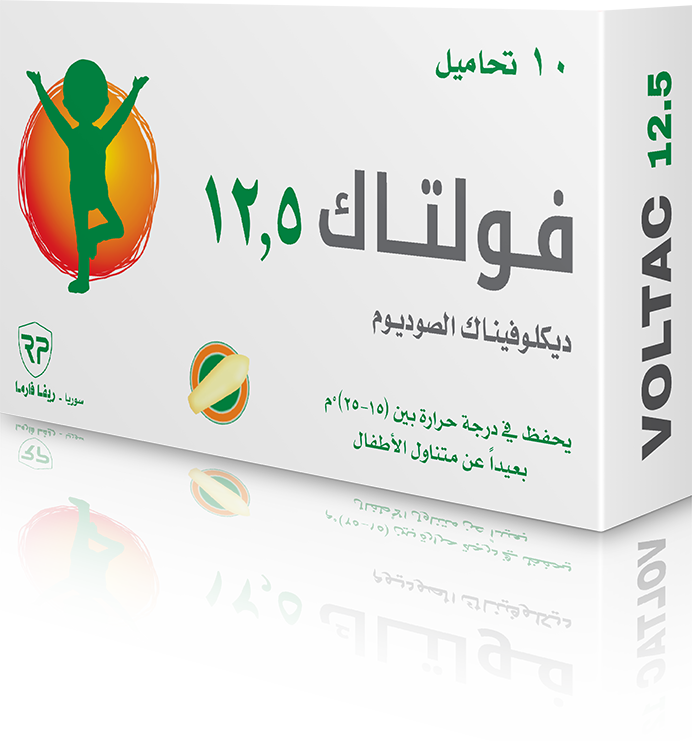 ١٠ تحاميل
فولتاك ١٢,٥
ديكلوفيناك الصوديوم
يحفظ في درجة حرارة بين (١٥-٢٥)°م
بعيداً عن متناول الأطفال
RP
سوريا - ريفا فارما
VOLTAC 12.5